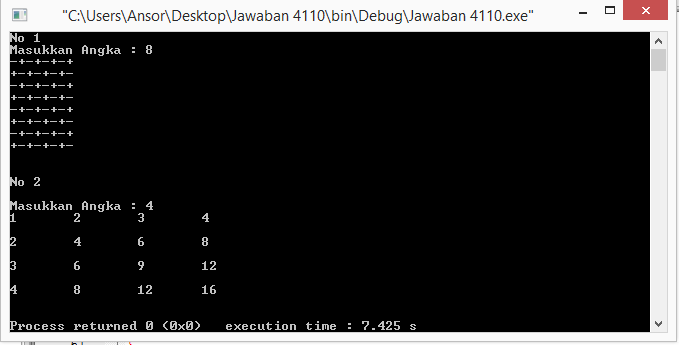 "C:\Users\Ansor\Desktop\Jawaban 4110\bin\Debug\Jawaban 4110.exe"
No 1
Masukkan Angka : 8
-+-+-+-+
+-+-+-+-
-+-+-+-+
+-+-+-+-
-+-+-+-+
+-+-+-+-
-+-+-+-+
+-+-+-+-
No 2
Masukkan Angka : 4
1 2 3 4
2 4 6 8
3 6 9 12
4 8 12 16
Process returned 0 (0x0) execution time : 7.425 s